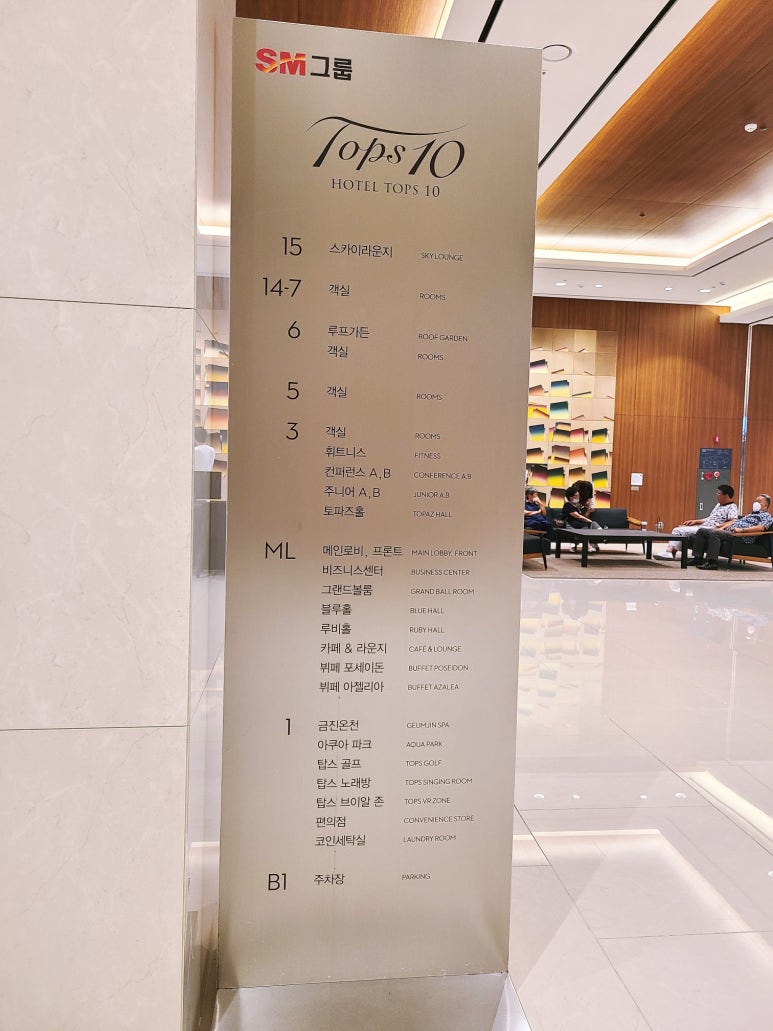 SM그룹
Tops 10
HOTEL TOPS 10
15 스카이라운지 SKY LOUNGE
14-7 객실 ROOMS
6 루프가든 ROOF GARDEN
객실 ROOMS
5 객실 ROOMS
3 객실 ROOMS
휘트니스 FITNESS
컨퍼런스 A,B CONFERENCE A,B
주니어 A,B JUNIOR A,B
토파즈홀 TOPAZ HALL
ML 메인로비, 프론트 MAIN LOBBY, FRONT
비즈니스센터 BUSINESS CENTER
그랜드볼룸 GRAND BALL ROOM
블루홀 BLUE HALL
루비홀 RUBY HALL
카페 & 라운지 CAFÉ & LOUNGE
뷔페 포세이돈 BUFFET POSEIDON
뷔페 아젤리아 BUFFET AZALEA
1 금진온천 GEUMJIN SPA
아쿠아 파크 AQUA PARK
탑스 골프 TOPS GOLF
탑스 노래방 TOPS SINGING ROOM
탑스 브이알 존 TOPS VR ZONE
편의점 CONVENIENCE STORE
코인세탁실 LAUNDRY ROOM
B1 주차장 PARKING